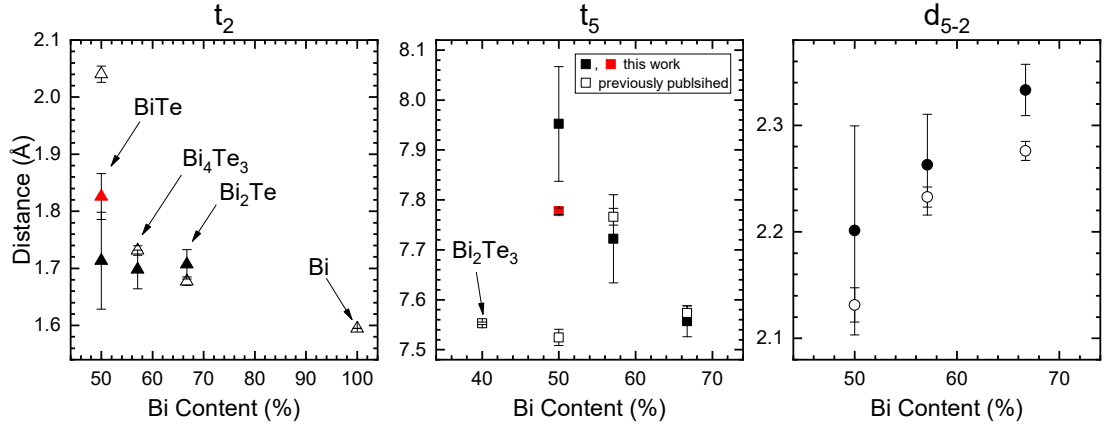 t2
t5
d5-2
Distance (Å)
2.1
2.0
1.9
1.8
1.7
1.6
50
60
70
80
90
100
Bi Content (%)
BiTe
Bi4Te3
Bi2Te
Bi
8.1
8.0
7.9
7.8
7.7
7.6
7.5
40
50
60
70
Bi Content (%)
, this work
previously publsihed
Bi2Te3
2.3
2.2
2.1
50
60
70
Bi Content (%)